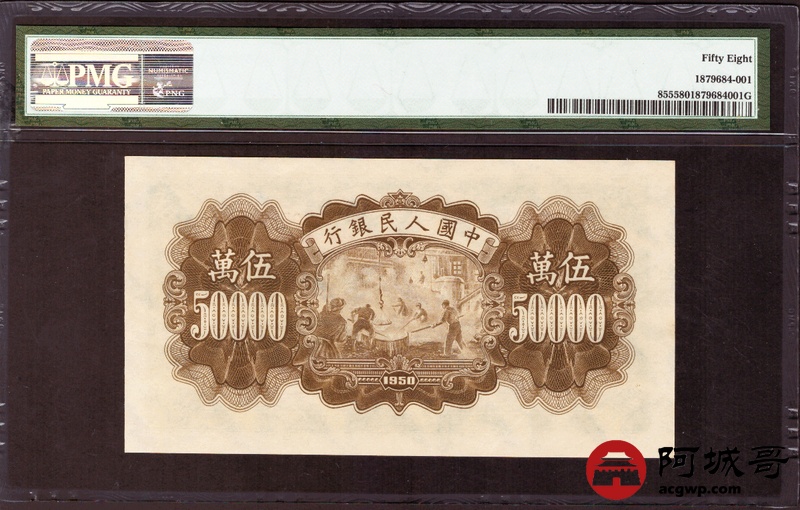 PMG
PAPER MONEY GUARANTY
NUMISMATIC
PNG
Fifty Eight
1879684-001
8555801879684001G
行銀民人國中
萬伍
50000
萬伍
50000
1950
阿城哥
acgwp.com